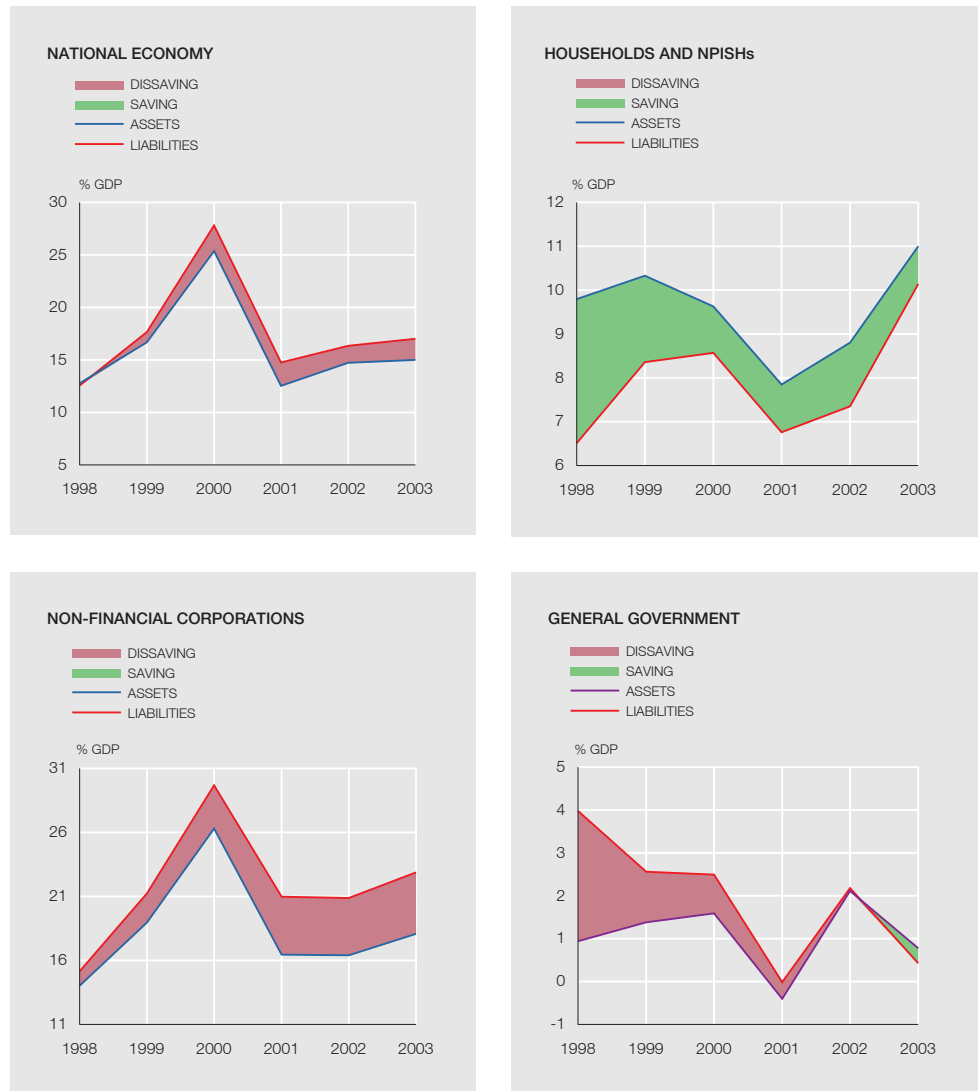 NATIONAL ECONOMY
DISSAVING
SAVING
ASSETS
LIABILITIES
% GDP
30
25
20
15
10
5
1998 1999 2000 2001 2002 2003
HOUSEHOLDS AND NPISHs
DISSAVING
SAVING
ASSETS
LIABILITIES
% GDP
12
11
10
9
8
7
6
1998 1999 2000 2001 2002 2003
NON-FINANCIAL CORPORATIONS
DISSAVING
SAVING
ASSETS
LIABILITIES
% GDP
31
26
21
16
11
1998 1999 2000 2001 2002 2003
GENERAL GOVERNMENT
DISSAVING
SAVING
ASSETS
LIABILITIES
% GDP
5
4
3
2
1
0
-1
1998 1999 2000 2001 2002 2003